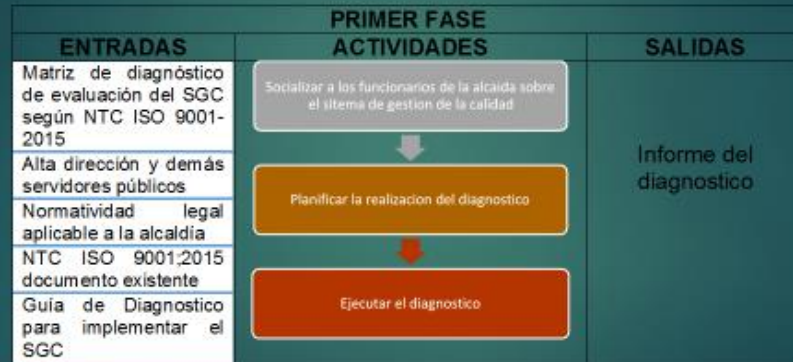 PRIMER FASE
ENTRADAS
ACTIVIDADES
SALIDAS
Matriz de diagnóstico
de evaluación del SGC
según NTC ISO 9001-
2015
Alta dirección y demás
servidores públicos
Normatividad legal
aplicable a la alcaldía
NTC ISO 9001;2015
documento existente
Guía de Diagnostico
para implementar el
SGC
Socializar a los funcionarios de la alcaida sobre
el sitema de gestion de la calidad
Planificar la realizacion del diagnostico
Ejecutar el diagnostico
Informe del
diagnostico